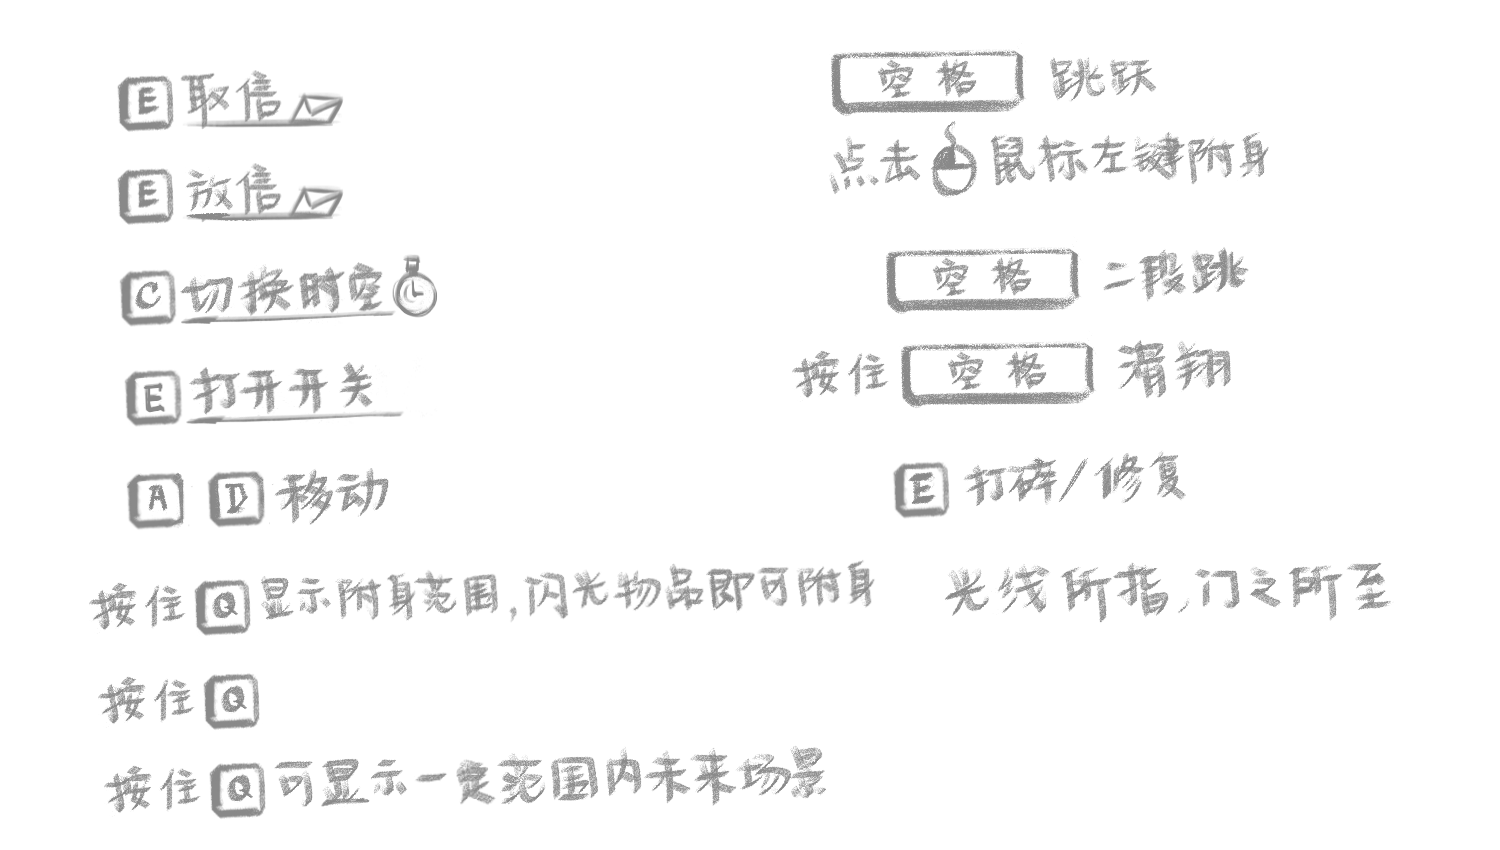 E 取信
E 放信
C 切换时空
E 打开开关
A D 移动
按住 Q 显示附身范围,闪光物品即可附身
按住 Q
按住 Q 可显示一定范围内未来场景
空格 跳跃
点击鼠标左键附身
空格 二段跳
按住 空格 滑翔
E 打碎/修复
光线所指,门之所至